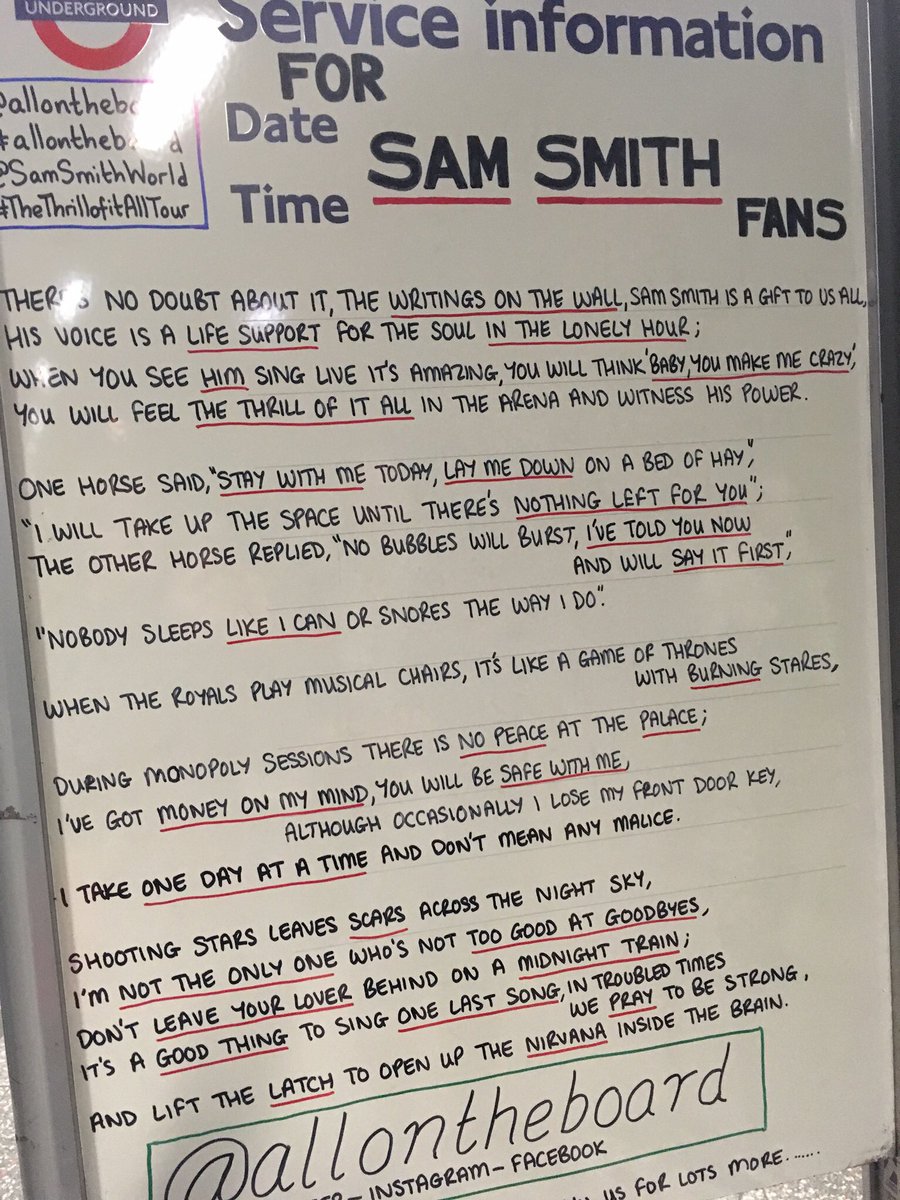 UNDERGROUND
Service information
FOR
@allontheboard
#allontheboard
@SamSmithWorld
#TheThrillofitAllTour
Date
SAM SMITH
Time
FANS
THERE'S NO DOUBT ABOUT IT, THE WRITINGS ON THE WALL, SAM SMITH IS A GIFT TO US ALL,
HIS VOICE IS A LIFE SUPPORT FOR THE SOUL IN THE LONELY HOUR;
WHEN YOU SEE HIM SING LIVE IT'S AMAZING, YOU WILL THINK 'BABY, YOU MAKE ME CRAZY',
YOU WILL FEEL THE THRILL OF IT ALL IN THE ARENA AND WITNESS HIS POWER.
ONE HORSE SAID, "STAY WITH ME TODAY, LAY ME DOWN ON A BED OF HAY",
"I WILL TAKE UP THE SPACE UNTIL THERE'S NOTHING LEFT FOR YOU";
THE OTHER HORSE REPLIED, "NO BUBBLES WILL BURST, I'VE TOLD YOU NOW
AND WILL SAY IT FIRST",
"NOBODY SLEEPS LIKE I CAN OR SNORES THE WAY I DO".
WHEN THE ROYALS PLAY MUSICAL CHAIRS, IT'S LIKE A GAME OF THRONES
WITH BURNING STARES,
DURING MONOPOLY SESSIONS THERE IS NO PEACE AT THE PALACE;
I'VE GOT MONEY ON MY MIND, YOU WILL BE SAFE WITH ME,
ALTHOUGH OCCASIONALLY I LOSE MY FRONT DOOR KEY,
I TAKE ONE DAY AT A TIME AND DON'T MEAN ANY MALICE.
SHOOTING STARS LEAVES SCARS ACROSS THE NIGHT SKY,
I'M NOT THE ONLY ONE WHO'S NOT TOO GOOD AT GOODBYES,
DON'T LEAVE YOUR LOVER BEHIND ON A MIDNIGHT TRAIN;
IT'S A GOOD THING TO SING ONE LAST SONG, IN TROUBLED TIMES
WE PRAY TO BE STRONG,
AND LIFT THE LATCH TO OPEN UP THE NIRVANA INSIDE THE BRAIN.
@allontheboard
- INSTAGRAM - FACEBOOK
US FOR LOTS MORE......